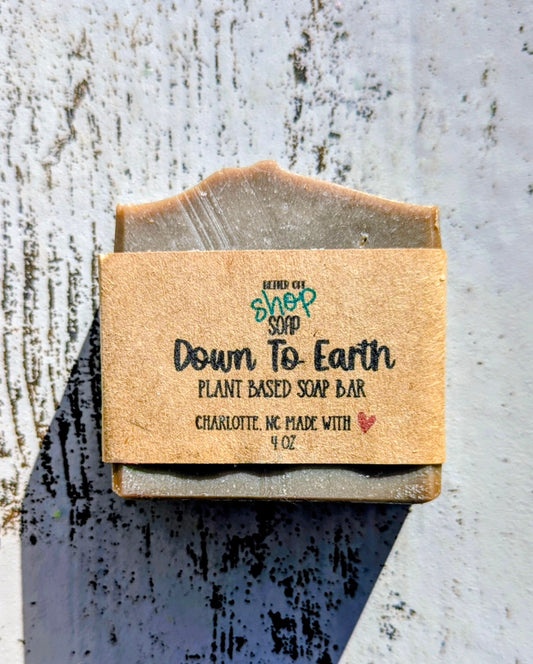 BETTER OFF
shop
SOAP
Down To Earth
PLANT BASED SOAP BAR
CHARLOTTE, NC MADE WITH
4 OZ